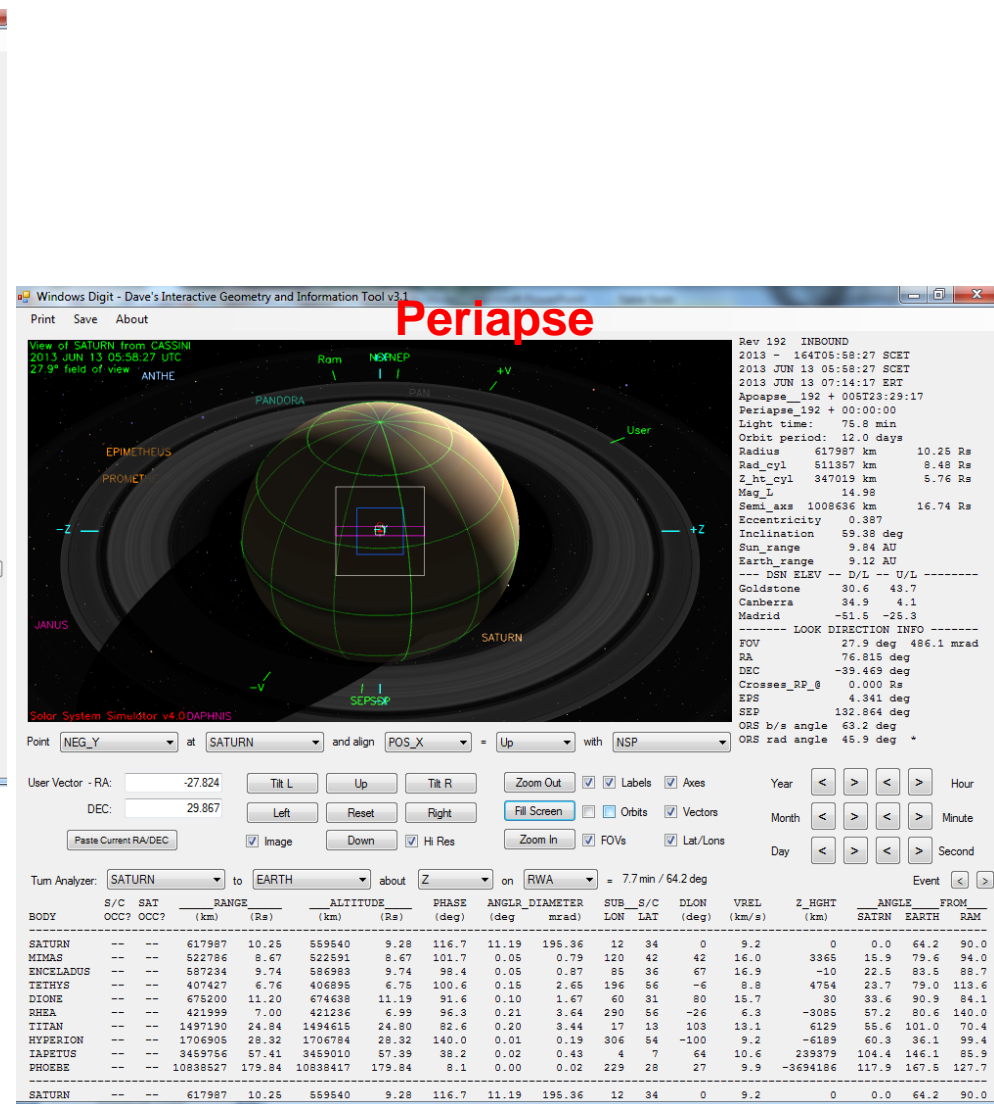 Windows Digit - Dave's Interactive Geometry and Information Tool v3.1
Periapse
Print Save About
View of SATURN from CASSINI
2013 JUN 13 05:58:27 UTC
27.9° field of view
ANTHE
Ram
NEP
+V
PANDORA
PAN
User
EPIMETHEUS
-Z
+Z
JANUS
SATURN
-V
Solar System Simulator v4.0 DAPHNIS
Rev 192 INBOUND
2013 - 164T05:58:27 SCET
2013 JUN 13 05:58:27 SCET
2013 JUN 13 07:14:17 ERT
Apoapse__192 + 005T23:29:17
Periapse_192 + 00:00:00
Light time: 75.8 min
Orbit period: 12.0 days
Radius 617987 km 10.25 Rs
Rad_cyl 511357 km 8.48 Rs
Z_ht_cyl 347019 km 5.76 Rs
Mag_L 14.98
Semi_axs 1008636 km 16.74 Rs
Eccentricity 0.387
Inclination 59.38 deg
Sun_range 9.84 AU
Earth_range 9.12 AU
--- DSN ELEV -- D/L -- U/L --------
Goldstone 30.6 43.7
Canberra 34.9 4.1
Madrid -51.5 -25.3
------- LOOK DIRECTION INFO -------
FOV 27.9 deg 486.1 mrad
RA 76.815 deg
DEC -39.469 deg
Crosses_RP_@ 0.000 Rs
EPS 4.341 deg
SEP 132.864 deg
ORS b/s angle 63.2 deg
ORS rad angle 45.9 deg *
Point NEG_Y at SATURN and align POS_X = Up with NSP
User Vector - RA: -27.824 Tilt L Up Tilt R Zoom Out Labels Axes Year < > < > Hour
DEC: 29.867 Left Reset Right Fill Screen Orbits Vectors Month < > < > Minute
Paste Current RA/DEC Image Down Hi Res Zoom In FOVs Lat/Lons Day < > < > Second
Turn Analyzer: SATURN to EARTH about Z on RWA = 7.7 min / 64.2 deg Event < >
S/C SAT ____RANGE____ ____ALTITUDE____ PHASE ANGLR_DIAMETER SUB__S/C DLON VREL Z_HGHT ___ANGLE____FROM___
BODY OCC? OCC? (km) (Rs) (km) (Rs) (deg) (deg mrad) LON LAT (deg) (km/s) (km) SATRN EARTH RAM
SATURN -- -- 617987 10.25 559540 9.28 116.7 11.19 195.36 12 34 0 9.2 0 0.0 64.2 90.0
MIMAS -- -- 522786 8.67 522591 8.67 101.7 0.05 0.79 120 42 42 16.0 3365 15.9 79.6 94.0
ENCELADUS -- -- 587234 9.74 586983 9.74 98.4 0.05 0.87 85 36 67 16.9 -10 22.5 83.5 88.7
TETHYS -- -- 407427 6.76 406895 6.75 100.6 0.15 2.65 196 56 -6 8.8 4754 23.7 79.0 113.6
DIONE -- -- 675200 11.20 674638 11.19 91.6 0.10 1.67 60 31 80 15.7 30 33.6 90.9 84.1
RHEA -- -- 421999 7.00 421236 6.99 96.3 0.21 3.64 290 56 -26 6.3 -3085 57.2 80.6 140.0
TITAN -- -- 1497190 24.84 1494615 24.80 82.6 0.20 3.44 17 13 103 13.1 6129 55.6 101.0 70.4
HYPERION -- -- 1706905 28.32 1706784 28.32 140.0 0.01 0.19 306 54 -100 9.2 -6189 60.3 36.1 99.4
IAPETUS -- -- 3459756 57.41 3459010 57.39 38.2 0.02 0.43 4 7 64 10.6 239379 104.4 146.1 85.9
PHOEBE -- -- 10838527 179.84 10838417 179.84 8.1 0.00 0.02 229 28 27 9.9 -3694186 117.9 167.5 127.7
SATURN -- -- 617987 10.25 559540 9.28 116.7 11.19 195.36 12 34 0 9.2 0 0.0 64.2 90.0